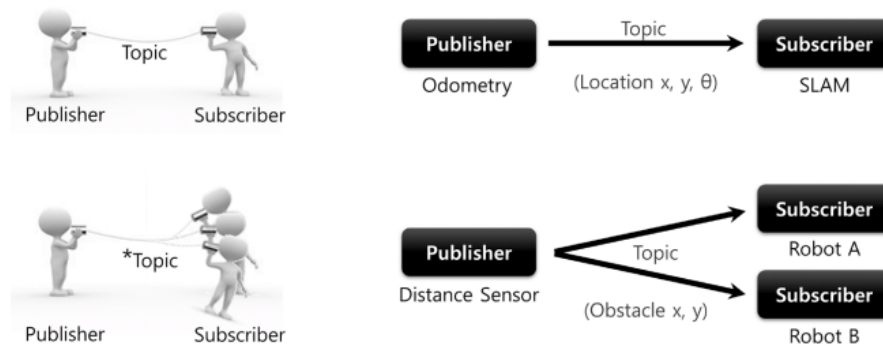 Topic
Publisher
Subscriber
Publisher
Topic
Subscriber
Odometry
(Location x, y, θ)
SLAM
*Topic
Publisher
Subscriber
Publisher
Distance Sensor
Topic
(Obstacle x, y)
Subscriber
Robot A
Subscriber
Robot B